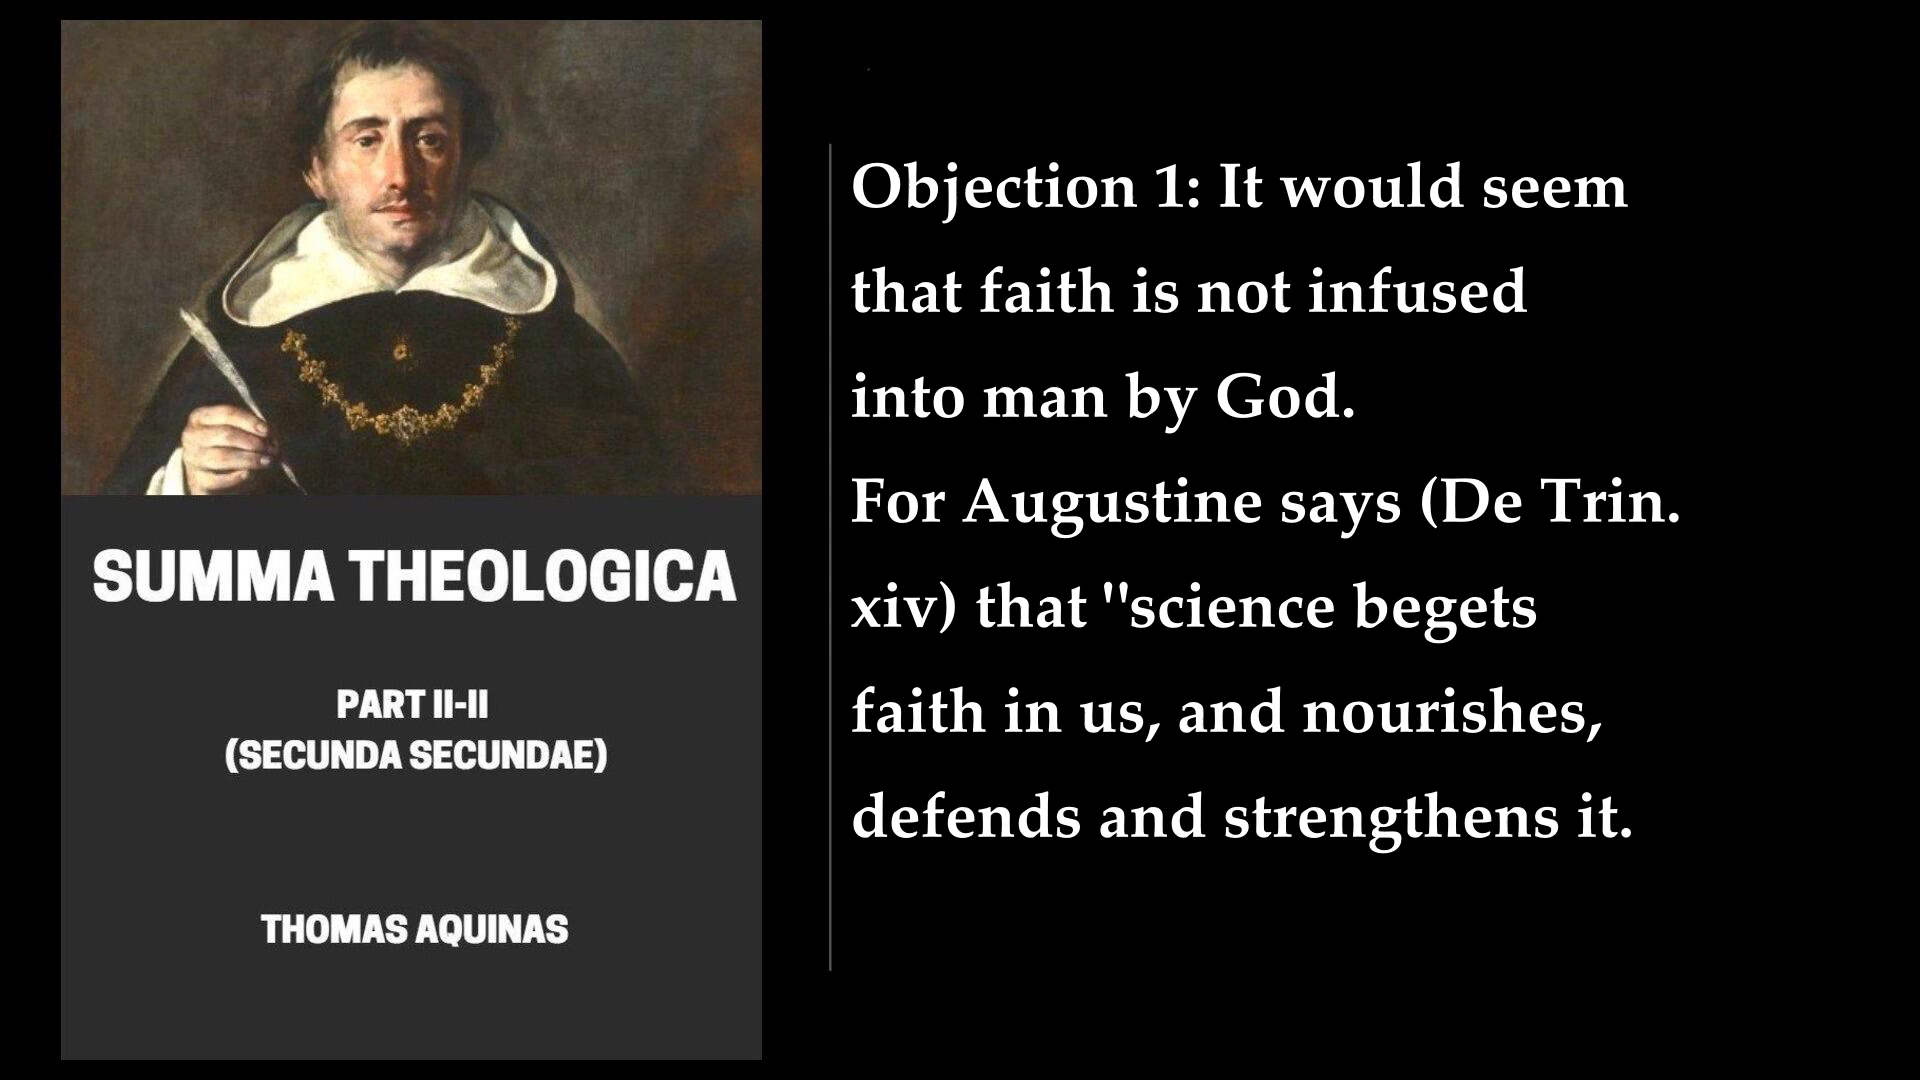 SUMMA THEOLOGICA
PART II-II
(SECUNDA SECUNDAE)
THOMAS AQUINAS
Objection 1: It would seem
that faith is not infused
into man by God.
For Augustine says (De Trin.
xiv) that "science begets
faith in us, and nourishes,
defends and strengthens it.